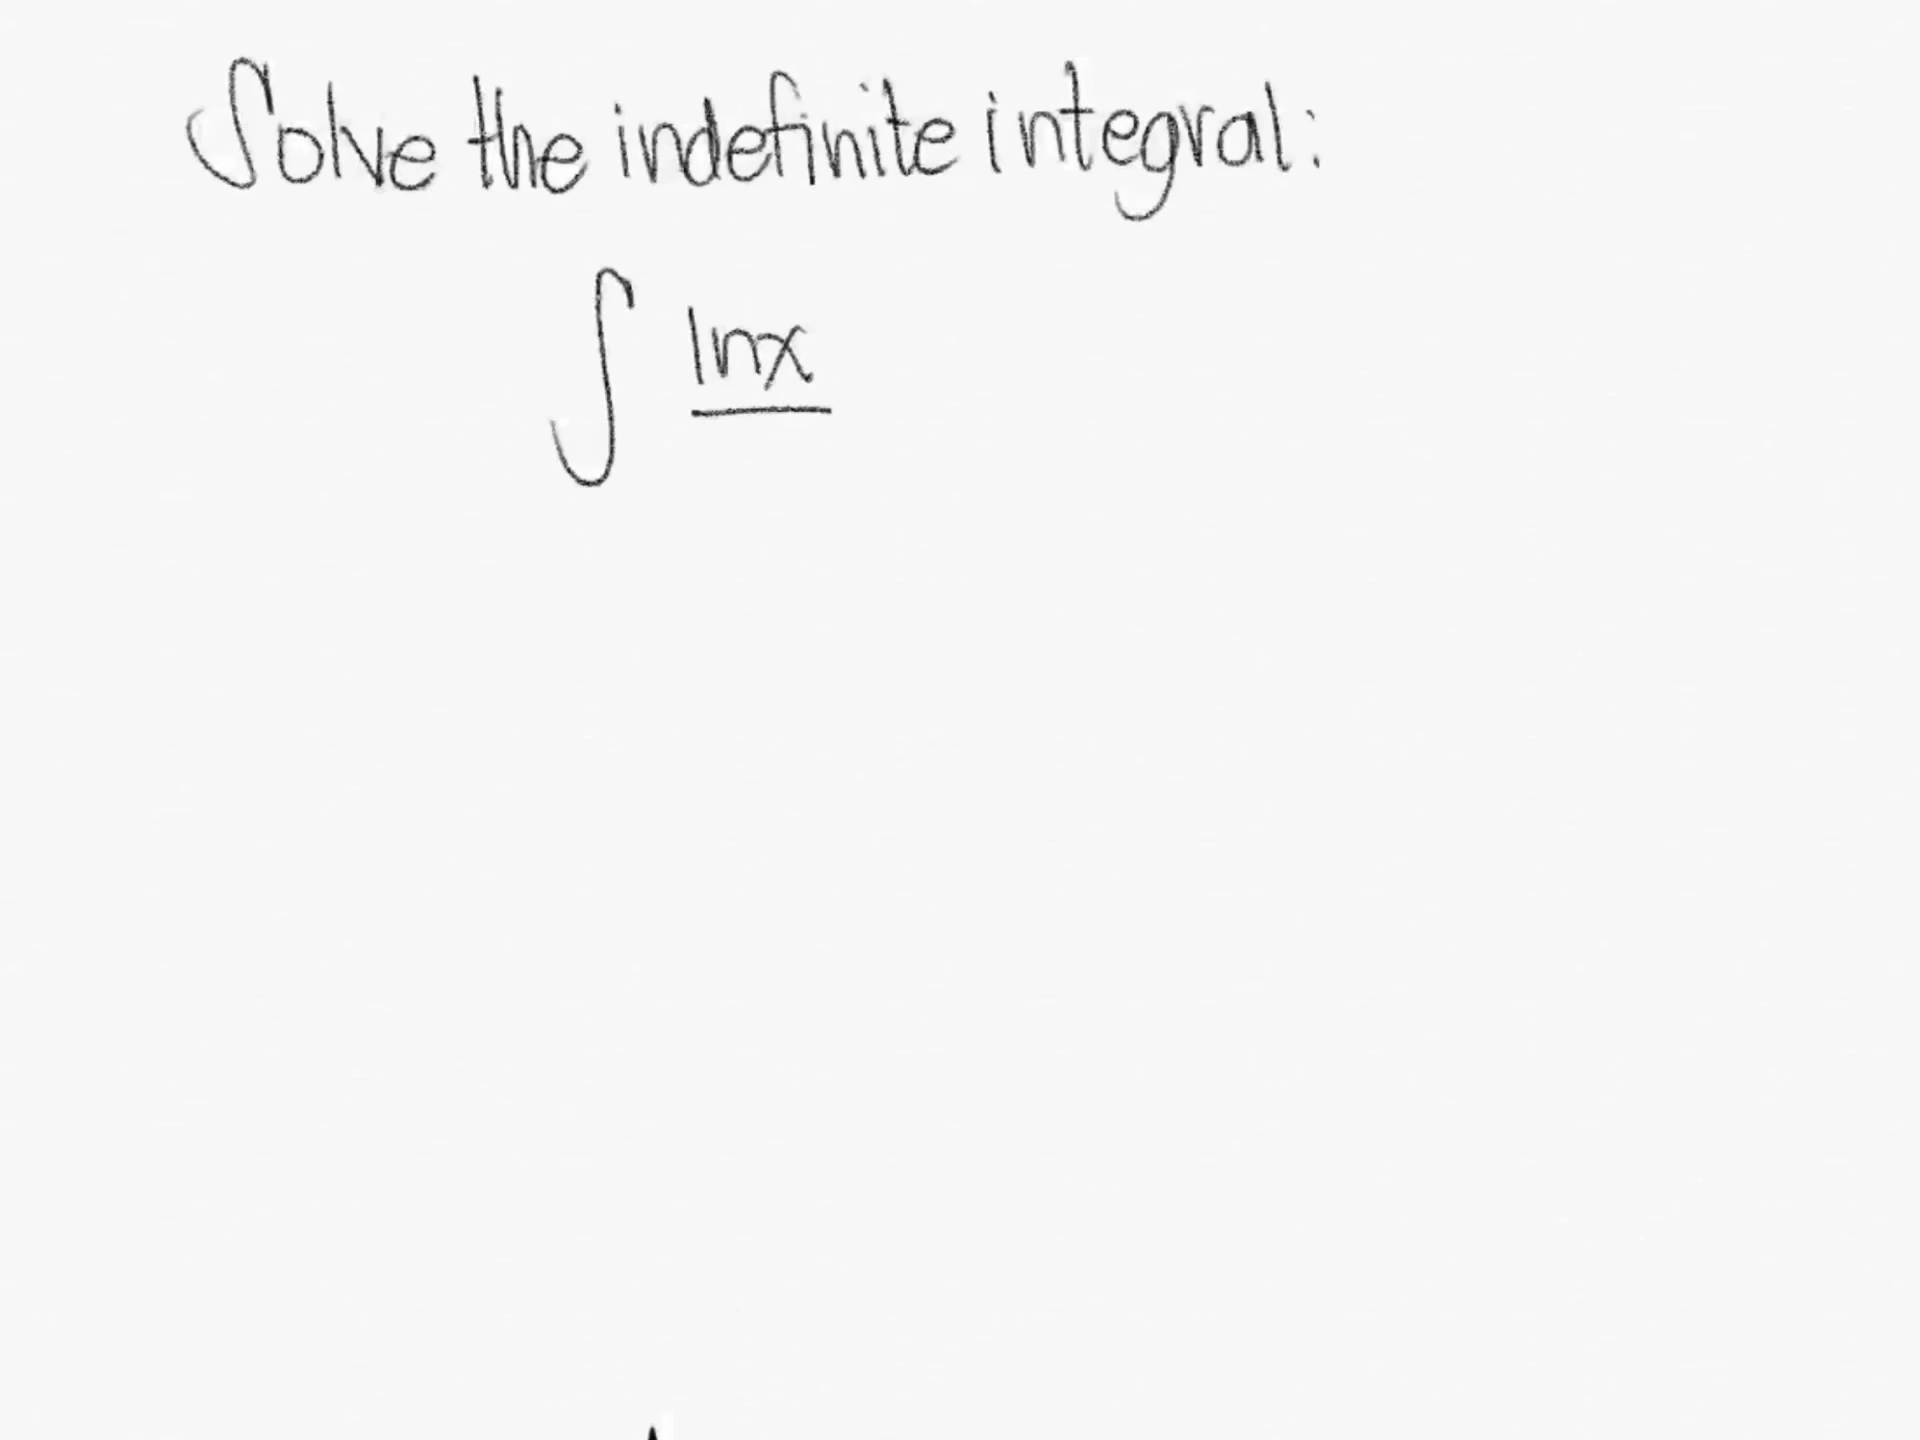 Solve the indefinite integral:
∫ lnx